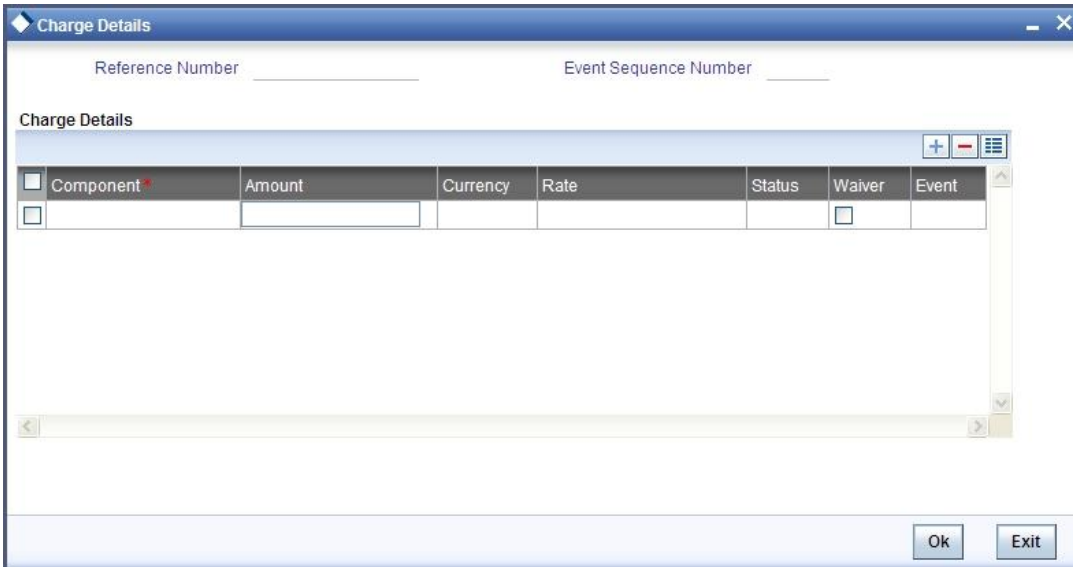 Charge Details
Reference Number Event Sequence Number
Charge Details
Component* Amount Currency Rate Status Waiver Event
Ok Exit